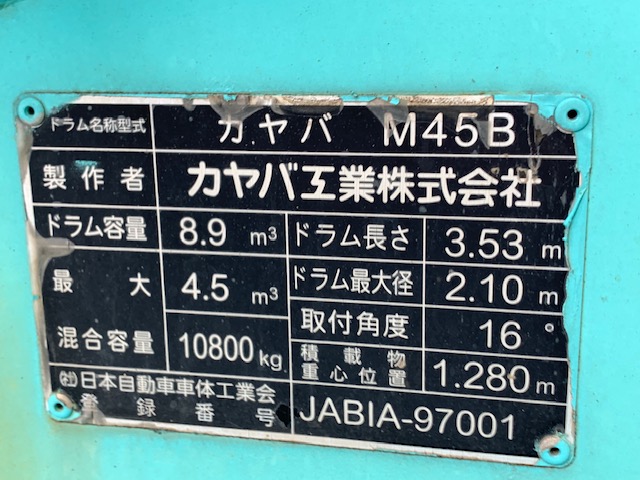 ドラム名称型式 カヤバ M45B
製作者 カヤバ工業株式会社
ドラム容量 8.9 m³ ドラム長さ 3.53 m
最大 4.5 m³ ドラム最大径 2.10 m
混合容量 10800 kg 取付角度 16°
積載物重心位置 1.280 m
(社)日本自動車車体工業会
登録番号 JABIA-97001